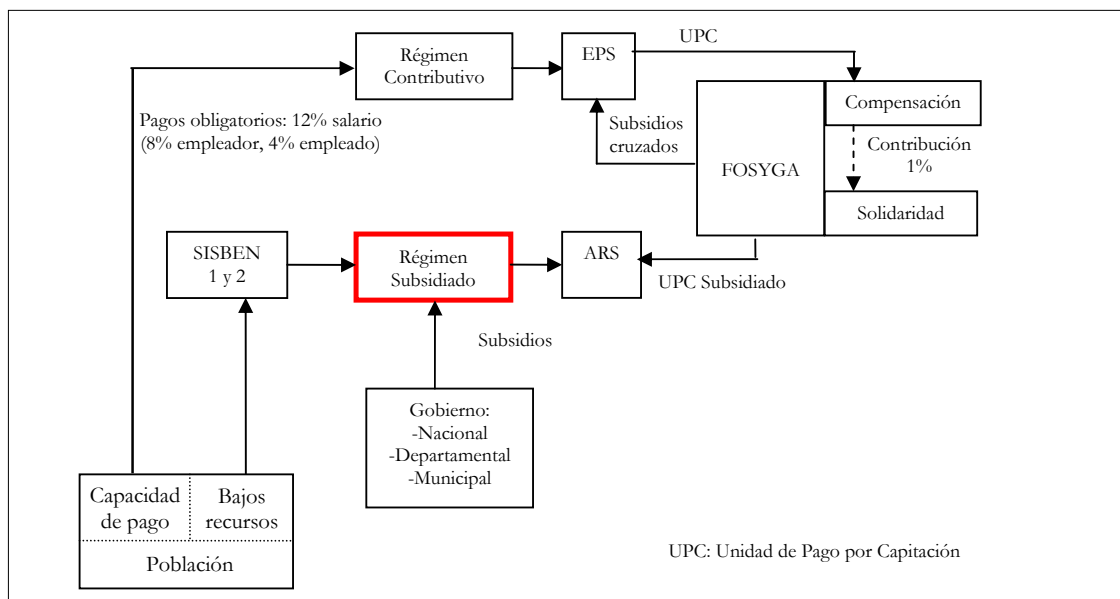 UPC
Régimen
Contributivo
EPS
Compensación
Pagos obligatorios: 12% salario
(8% empleador, 4% empleado)
Subsidios
cruzados
FOSYGA
Contribución
1%
Solidaridad
SISBEN
1 y 2
Régimen
Subsidiado
ARS
UPC Subsidiado
Subsidios
Gobierno:
-Nacional
-Departamental
-Municipal
Capacidad
de pago
Bajos
recursos
Población
UPC: Unidad de Pago por Capitación